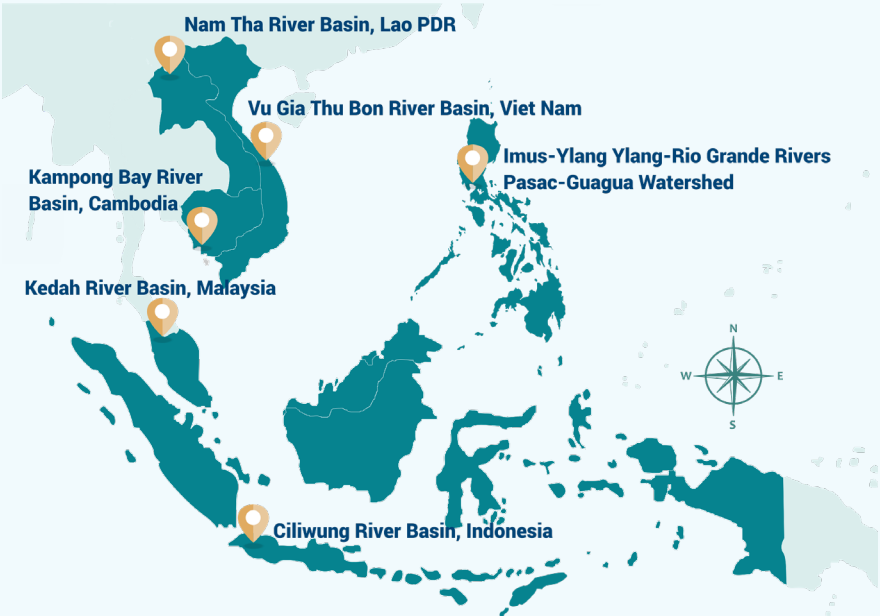 Nam Tha River Basin, Lao PDR
Vu Gia Thu Bon River Basin, Viet Nam
Imus-Ylang Ylang-Rio Grande Rivers
Pasac-Guagua Watershed
Kampong Bay River
Basin, Cambodia
Kedah River Basin, Malaysia
N
W
E
S
Ciliwung River Basin, Indonesia